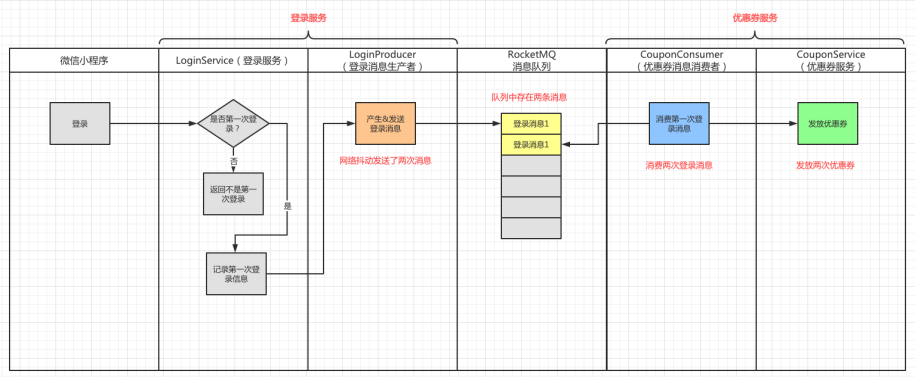 登录服务
优惠券服务
微信小程序
LoginService（登录服务）
LoginProducer
（登录消息生产者）
RocketMQ
消息队列
CouponConsumer
（优惠券消息消费者）
CouponService
（优惠券服务）
登录
是否第一次登
录？
否
返回不是第一
次登录
是
记录第一次登
录信息
产生&发送
登录消息
网络抖动发送了两次消息
队列中存在两条消息
登录消息1
登录消息1
消费第一次登
录消息
消费两次登录消息
发放优惠券
发放两次优惠券